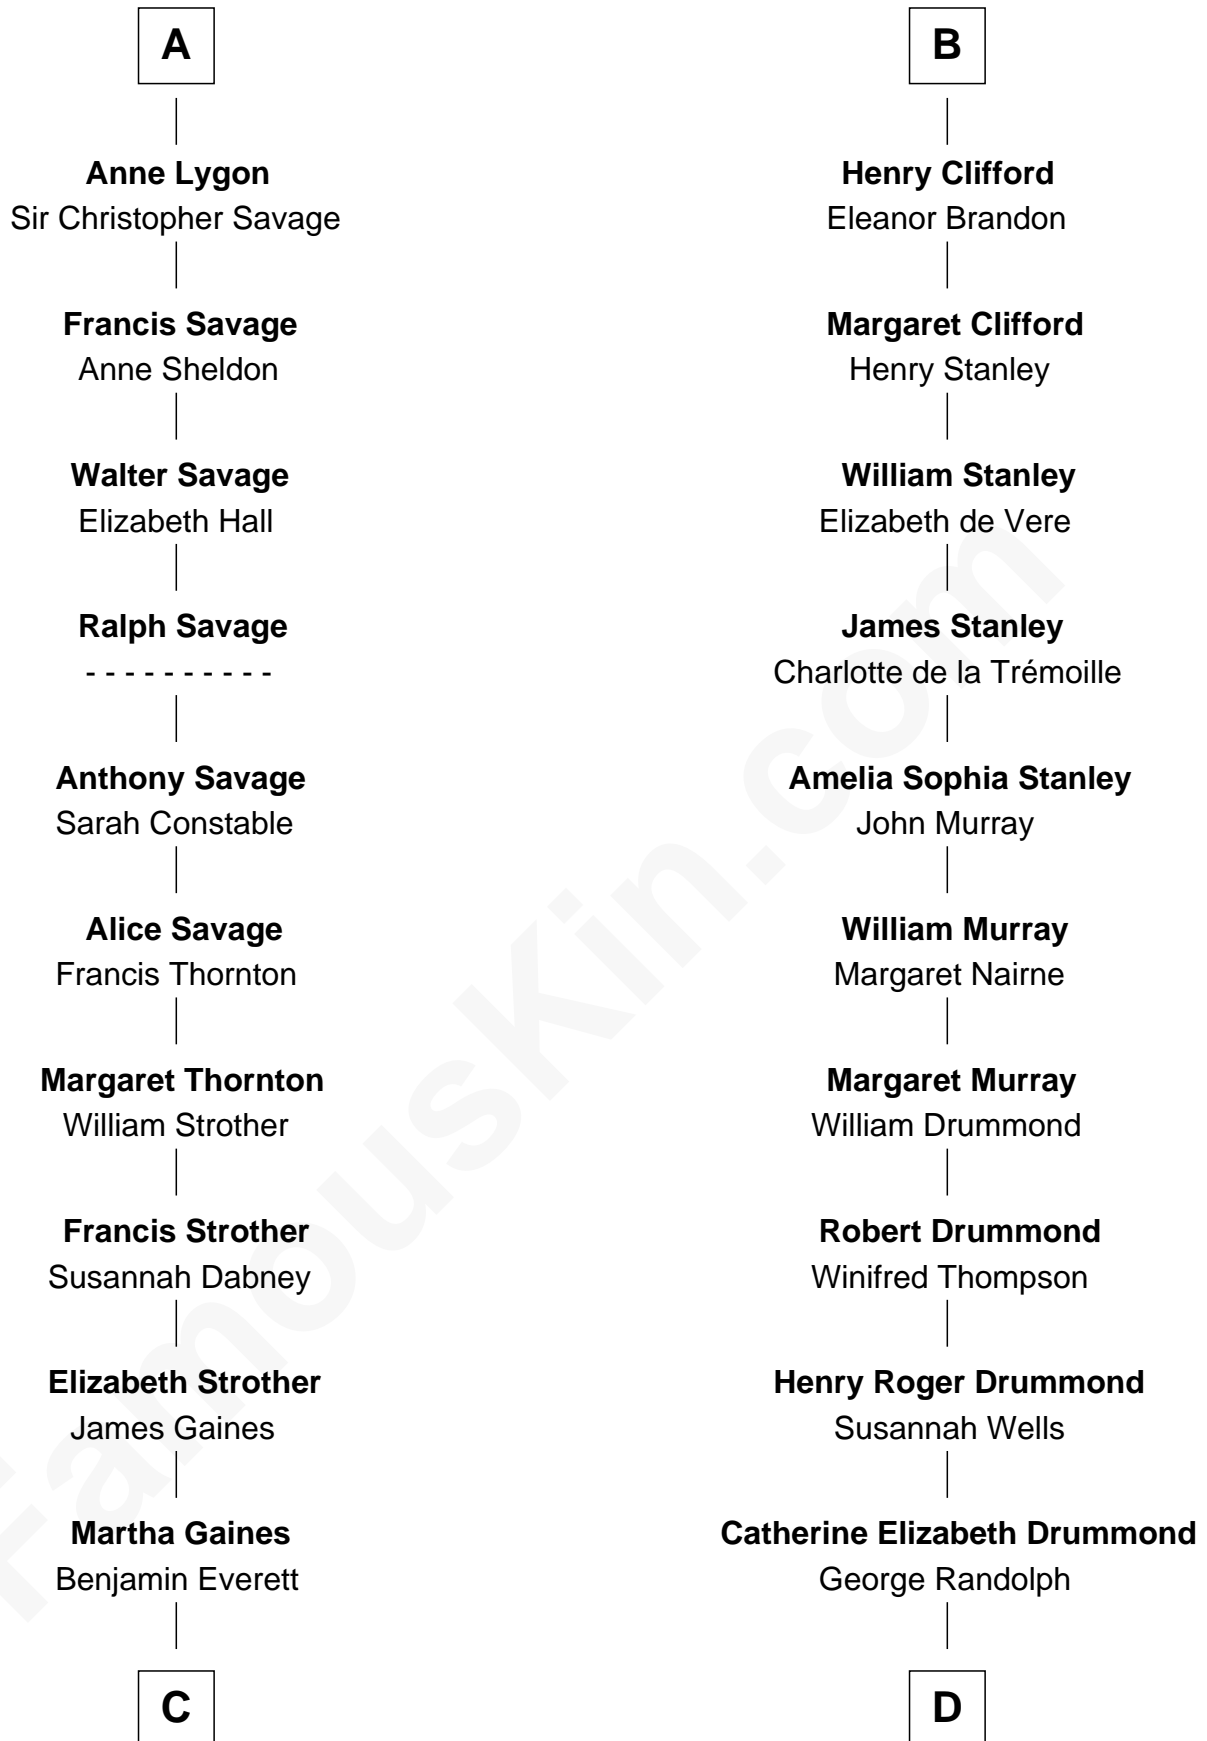 A
Anne Lygon
Sir Christopher Savage
Francis Savage
Anne Sheldon
Walter Savage
Elizabeth Hall
Ralph Savage
- - - - - - - - - -
Anthony Savage
Sarah Constable
Alice Savage
Francis Thornton
Margaret Thornton
William Strother
Francis Strother
Susannah Dabney
Elizabeth Strother
James Gaines
Martha Gaines
Benjamin Everett
C
B
Henry Clifford
Eleanor Brandon
Margaret Clifford
Henry Stanley
William Stanley
Elizabeth de Vere
James Stanley
Charlotte de la Trémoille
Amelia Sophia Stanley
John Murray
William Murray
Margaret Nairne
Margaret Murray
William Drummond
Robert Drummond
Winifred Thompson
Henry Roger Drummond
Susannah Wells
Catherine Elizabeth Drummond
George Randolph
D
FamousKin.com